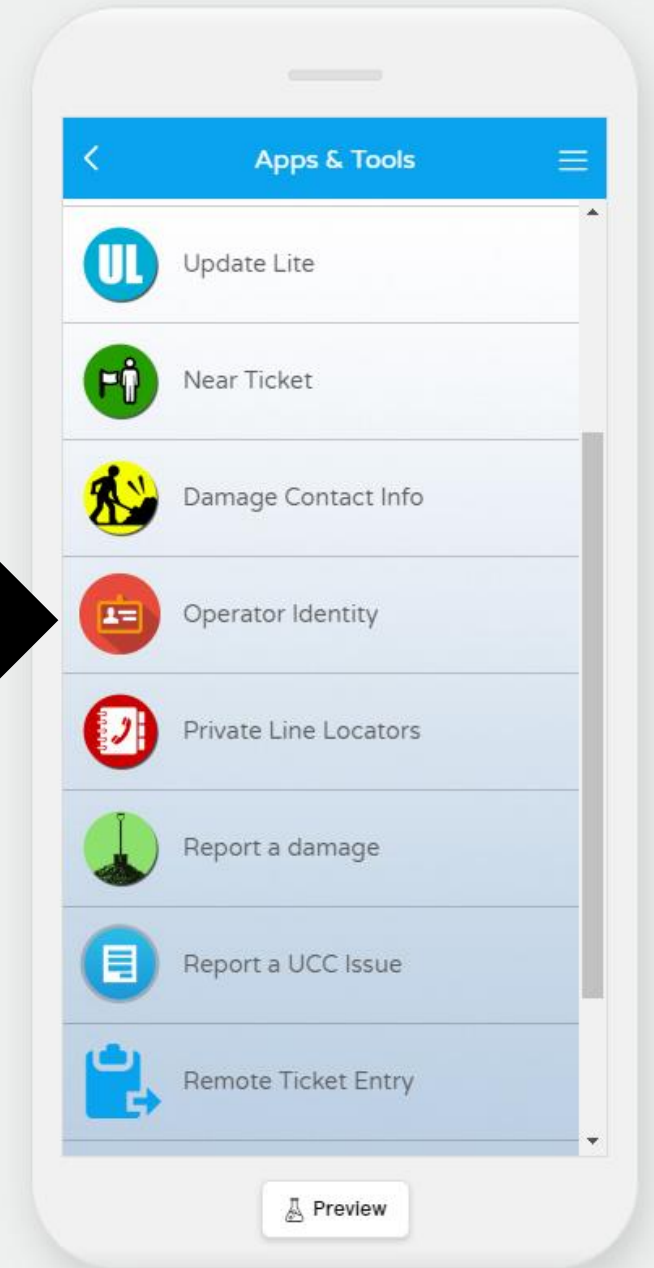 Apps & Tools
UL
Update Lite
Near Ticket
Damage Contact Info
Operator Identity
Private Line Locators
Report a damage
Report a UCC Issue
Remote Ticket Entry
Preview